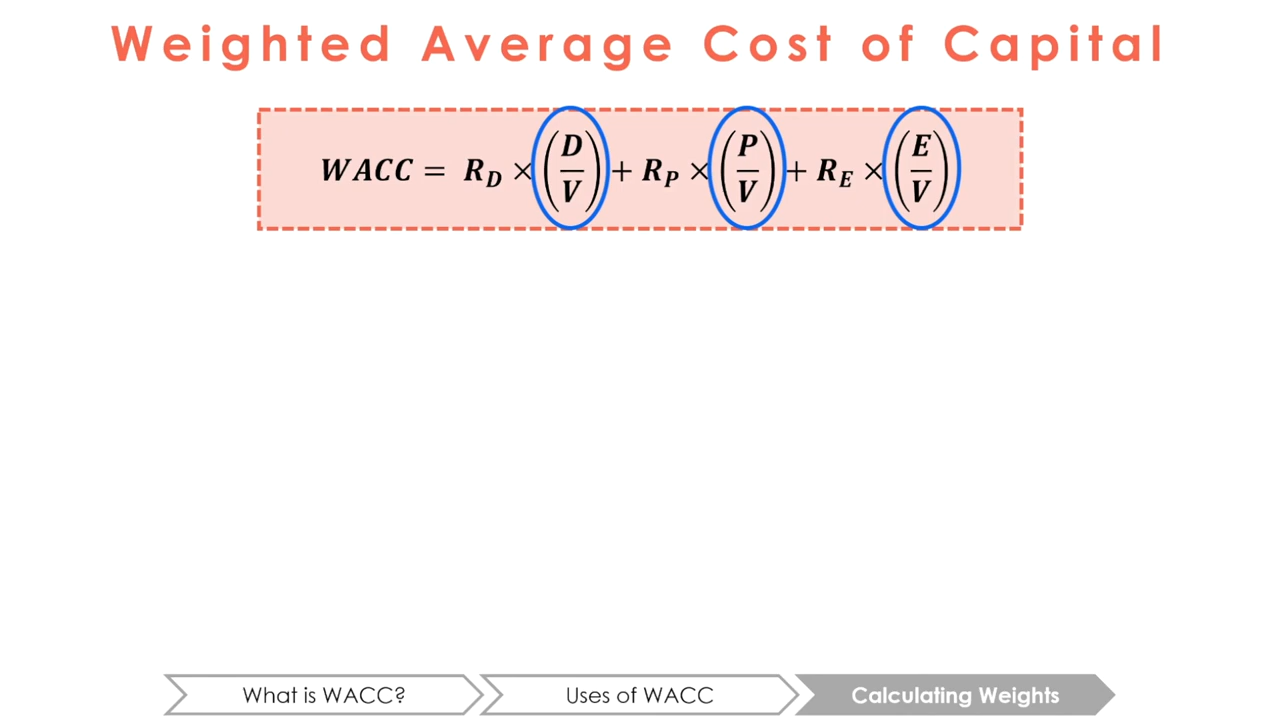 Weighted Average Cost of Capital
WACC = R_D × (D/V) + R_P × (P/V) + R_E × (E/V)
What is WACC?
Uses of WACC
Calculating Weights